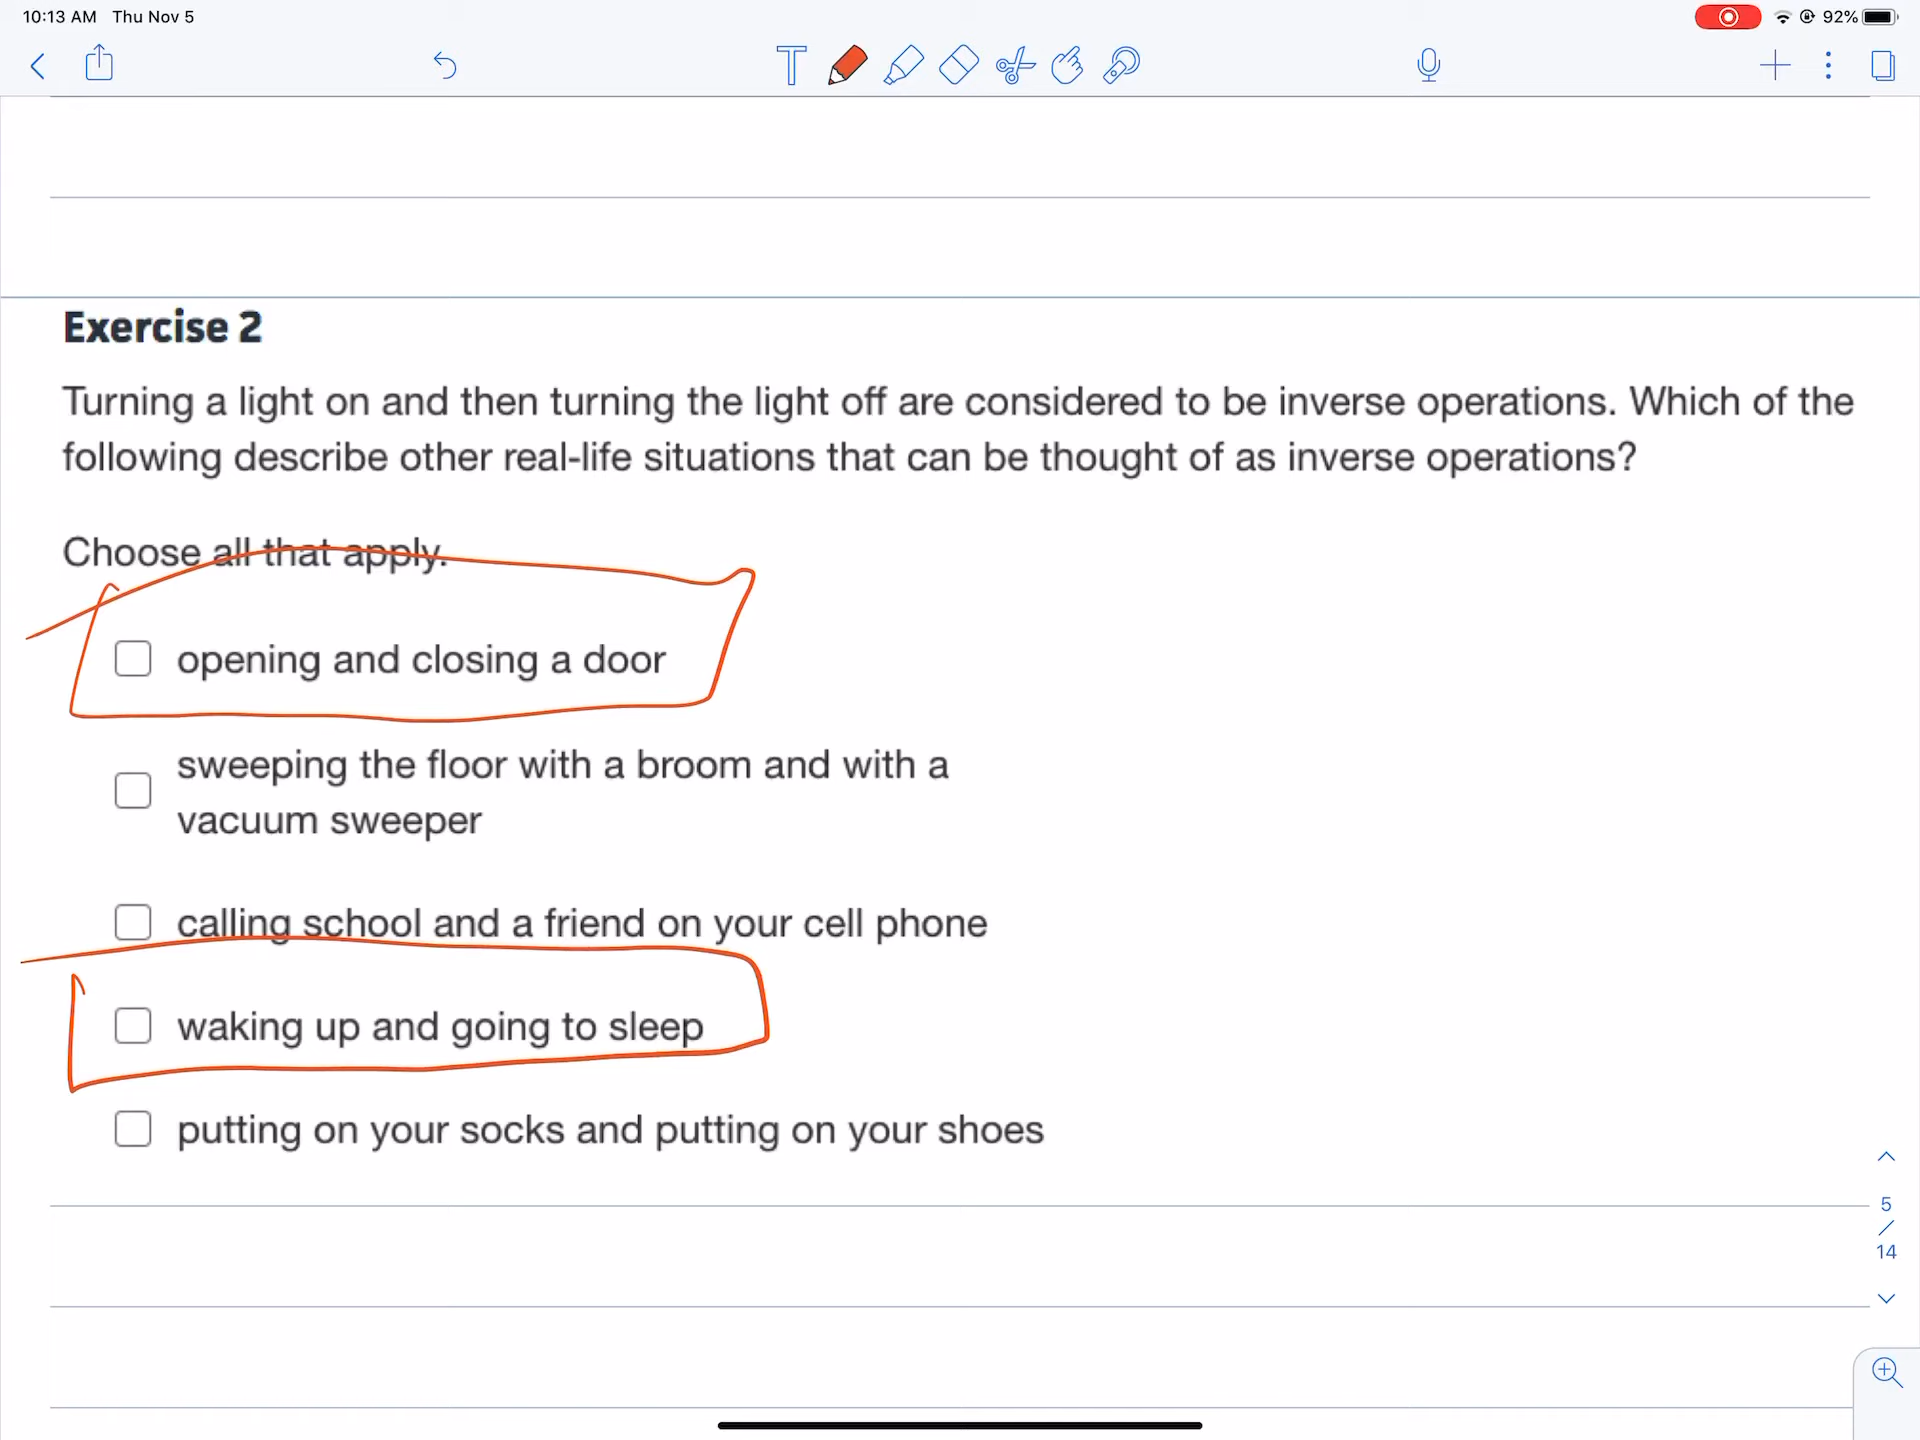 10:13 AM Thu Nov 5
92%
Exercise 2
Turning a light on and then turning the light off are considered to be inverse operations. Which of the
following describe other real-life situations that can be thought of as inverse operations?
Choose all that apply.
opening and closing a door
sweeping the floor with a broom and with a
vacuum sweeper
calling school and a friend on your cell phone
waking up and going to sleep
putting on your socks and putting on your shoes
5
/
14